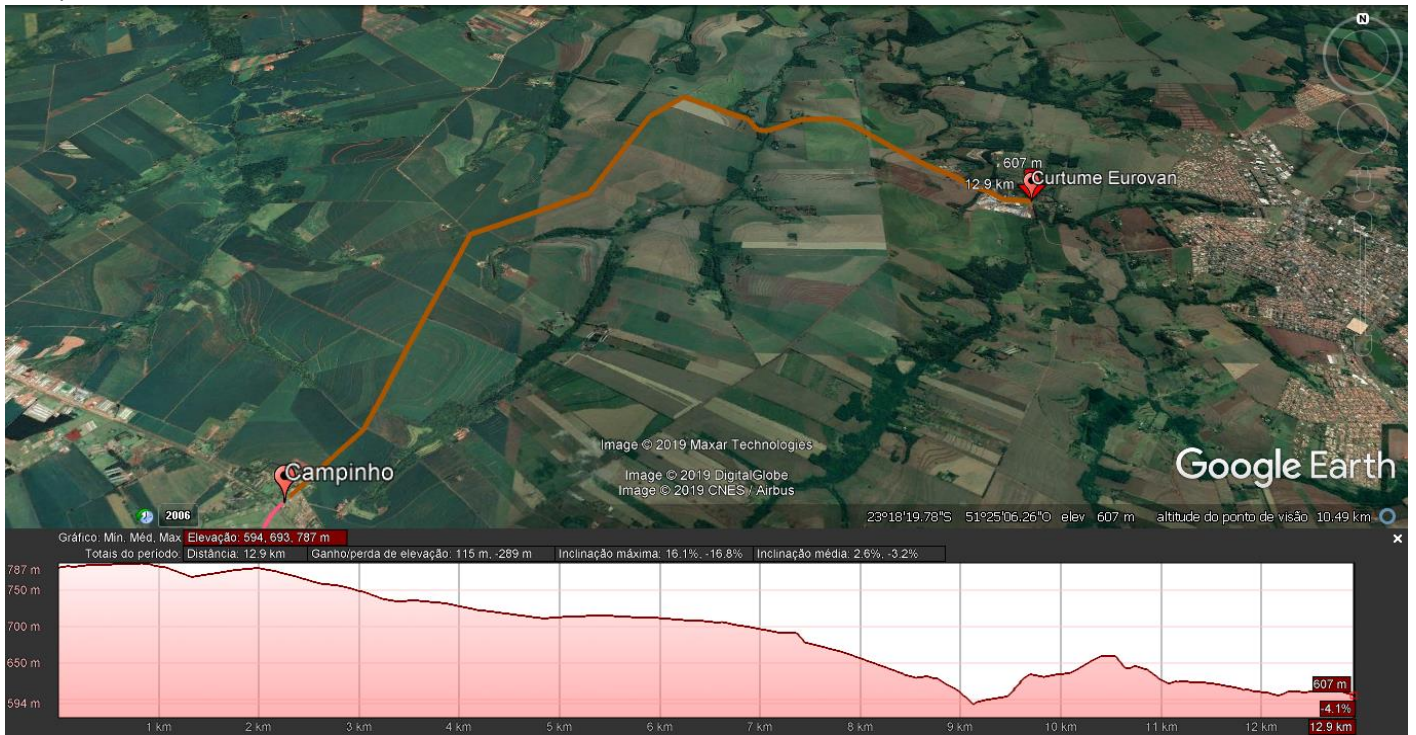 N
607 m
12.9 km
Curtume Eurovan
Campinho
Image © 2019 Maxar Technologies
Image © 2019 DigitalGlobe
Image © 2019 CNES / Airbus
Google Earth
2006
23°18'19.78"S 51°25'06.26"O elev 607 m altitude do ponto de visão 10.49 km
Gráfico: Mín, Méd, Máx Elevação: 594, 693, 787 m
Totais do período: Distância: 12.9 km Ganho/perda de elevação: 115 m, -289 m Inclinação máxima: 16.1%, -16.8% Inclinação média: 2.6%, -3.2%
787 m
750 m
700 m
650 m
594 m
607 m
-4.1%
1 km 2 km 3 km 4 km 5 km 6 km 7 km 8 km 9 km 10 km 11 km 12 km 12.9 km